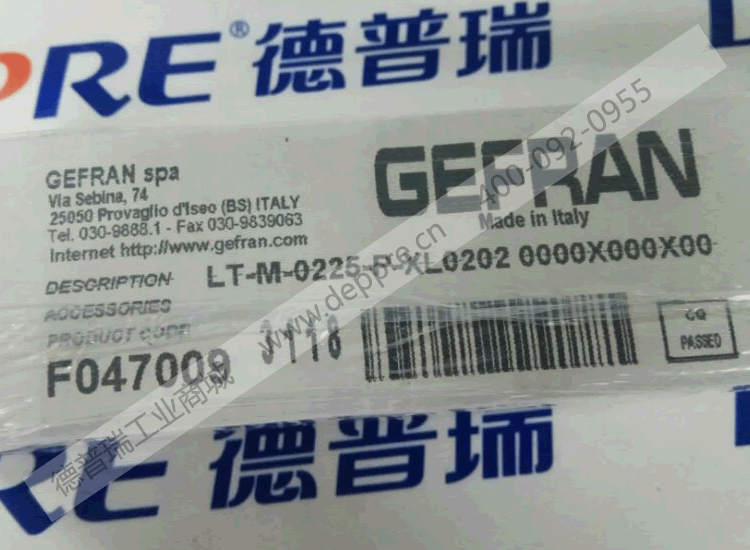 PRE®德普瑞
GEFRAN spa
Via Sebina, 74
25050 Provaglio d'Iseo (BS) ITALY
Tel. 030-9888.1 - Fax 030-9839063
Internet http://www.gefran.com
GEFRAN
Made in Italy
DESCRIPTION LT-M-0225-P-XL0202 0000X000X00
ACCESSORIES
PRODUCT CODE
F047009 3118
CQ
PASSED
德普瑞工业商城 www.deppre.cn 400-092-0955
RE 德普瑞